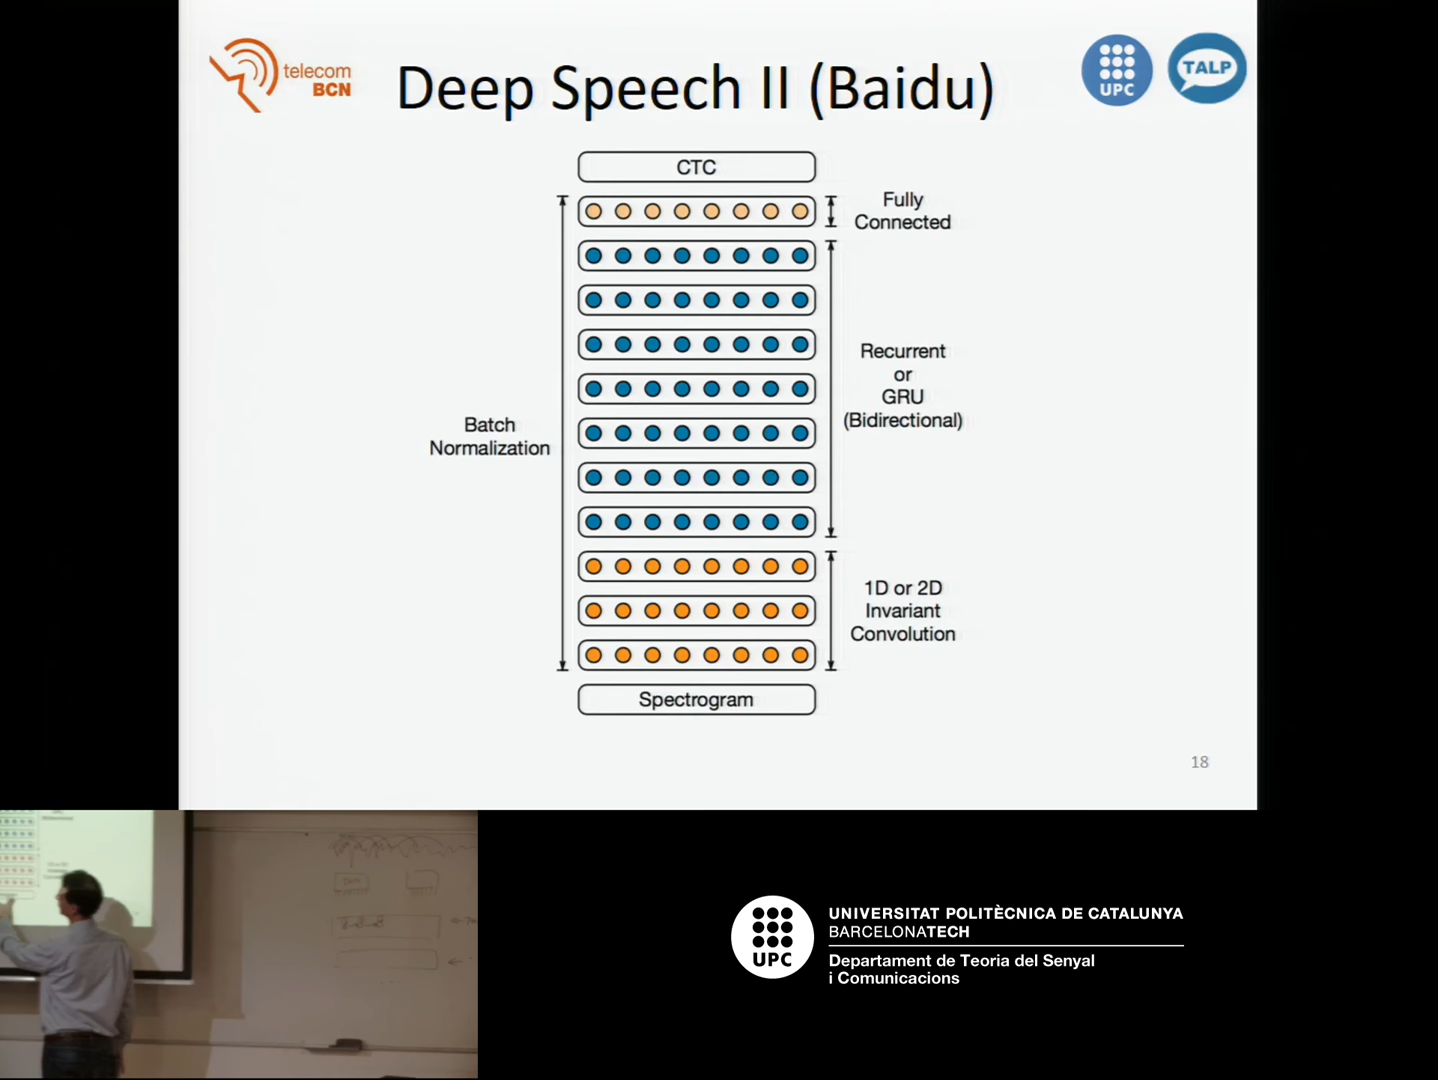 telecom
BCN
Deep Speech II (Baidu)
UPC
TALP
CTC
Fully
Connected
Recurrent
or
GRU
(Bidirectional)
Batch
Normalization
1D or 2D
Invariant
Convolution
Spectrogram
18
UPC
UNIVERSITAT POLITÈCNICA DE CATALUNYA
BARCELONATECH
Departament de Teoria del Senyal
i Comunicacions